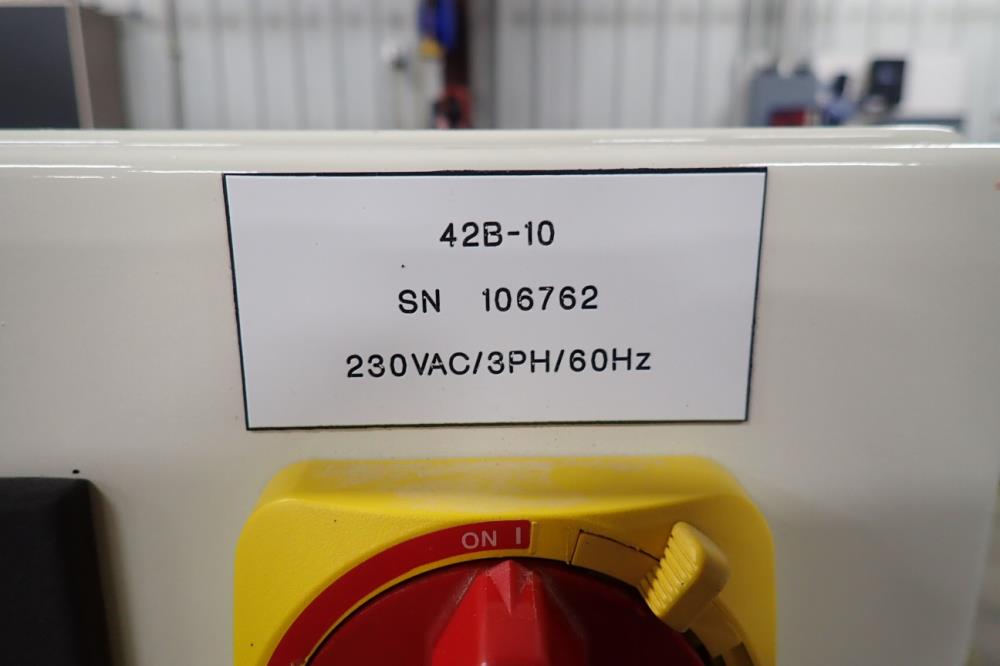 42B-10
SN 106762
230VAC/3PH/60Hz
ON I